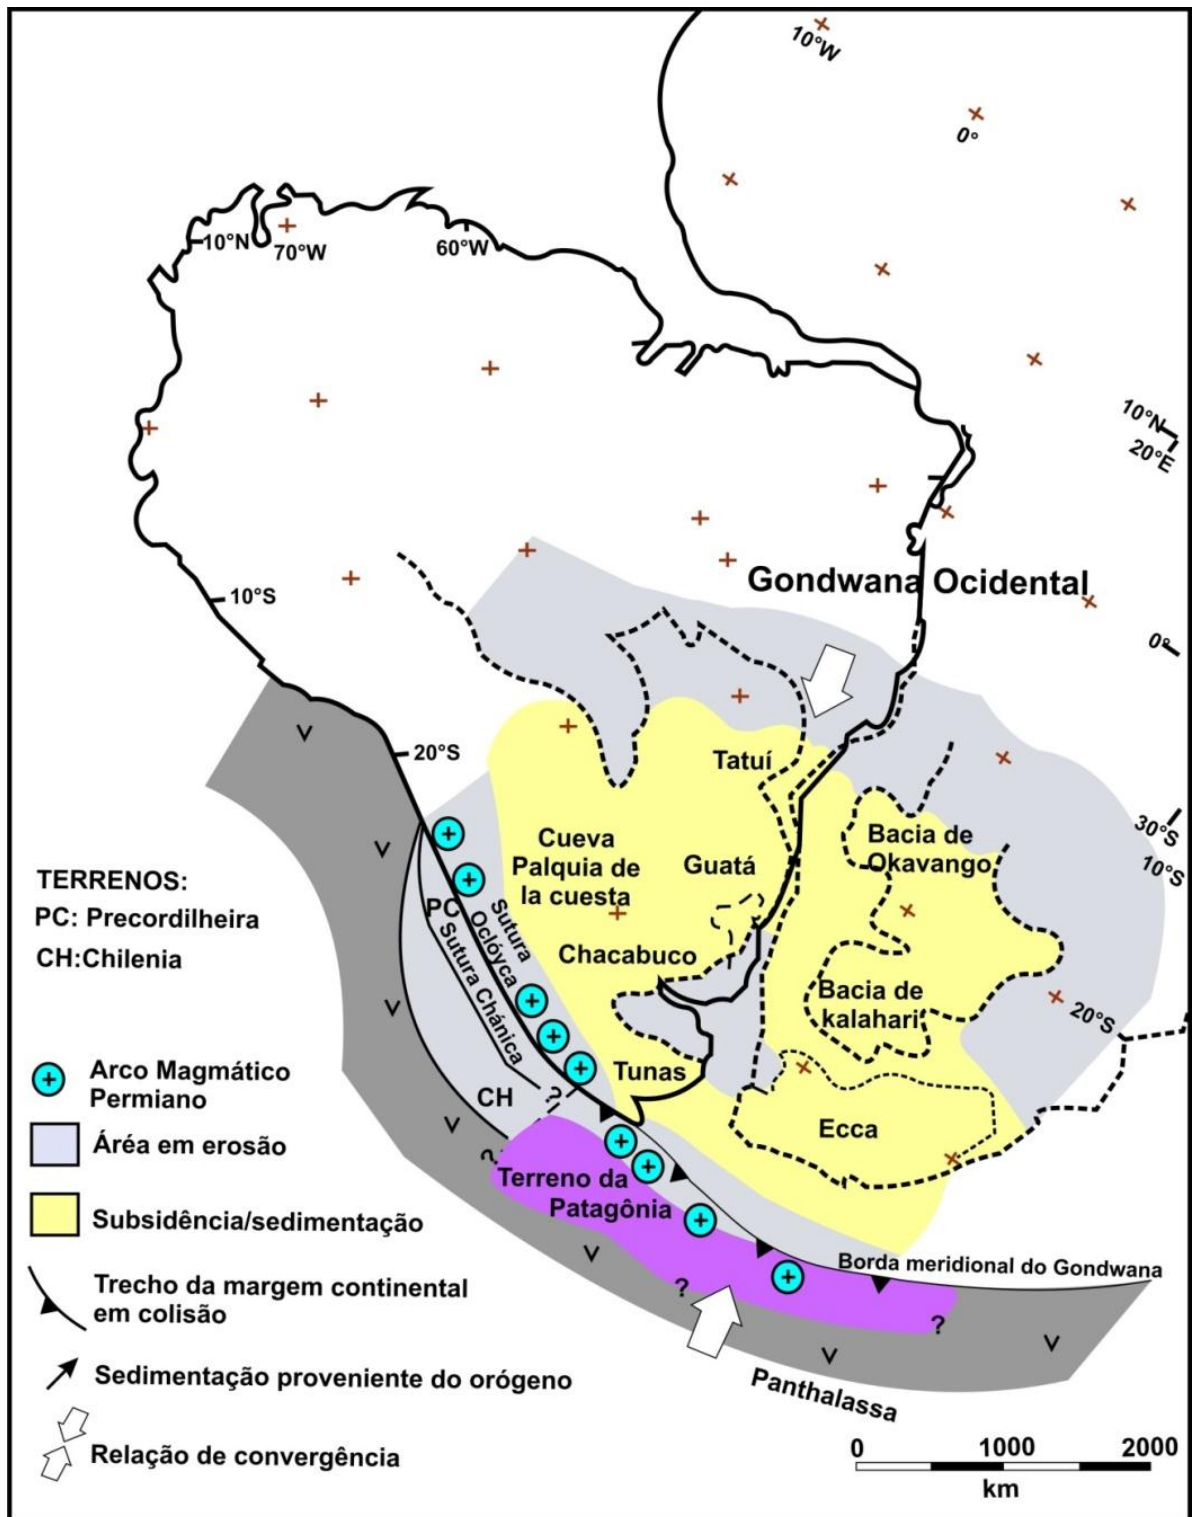 10°W
0°
10°N
70°W
60°W
10°N
20°E
Gondwana Ocidental
10°S
0°
20°S
Tatuí
30°S
10°S
Bacia de
Okavango
Cueva
Palquia de
la cuesta
Guatá
TERRENOS:
PC: Precordilheira
CH:Chilenia
PC
Sutura
Oclóyca
Sutura Chánica
Chacabuco
Bacia de
kalahari
20°S
Tunas
CH
?
?
Ecca
Terreno da
Patagônia
?
?
Borda meridional do Gondwana
Panthalassa
Arco Magmático
Permiano
Áréa em erosão
Subsidência/sedimentação
Trecho da margem continental
em colisão
Sedimentação proveniente do orógeno
Relação de convergência
0 1000 2000
km